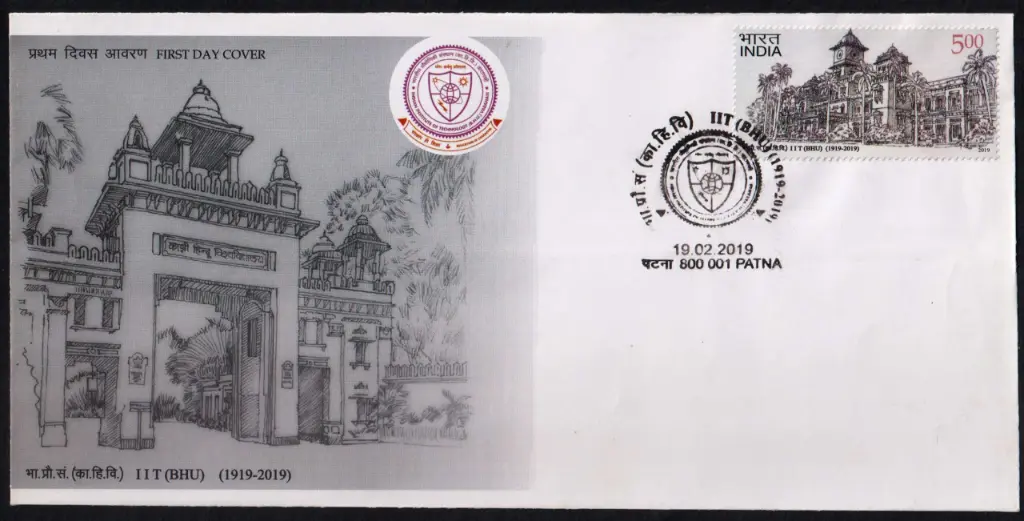 प्रथम दिवस आवरण FIRST DAY COVER
काशी हिन्दू विश्वविद्यालय
भा.प्रौ.सं. (का.हि.वि.) IIT (BHU) (1919-2019)
भारत
INDIA
5.00
IIT (BHU) (1919-2019)
2019
भा.प्रौ.सं (का.हि.वि) IIT (BHU) (1919-2019)
19.02.2019
पटना 800 001 PATNA